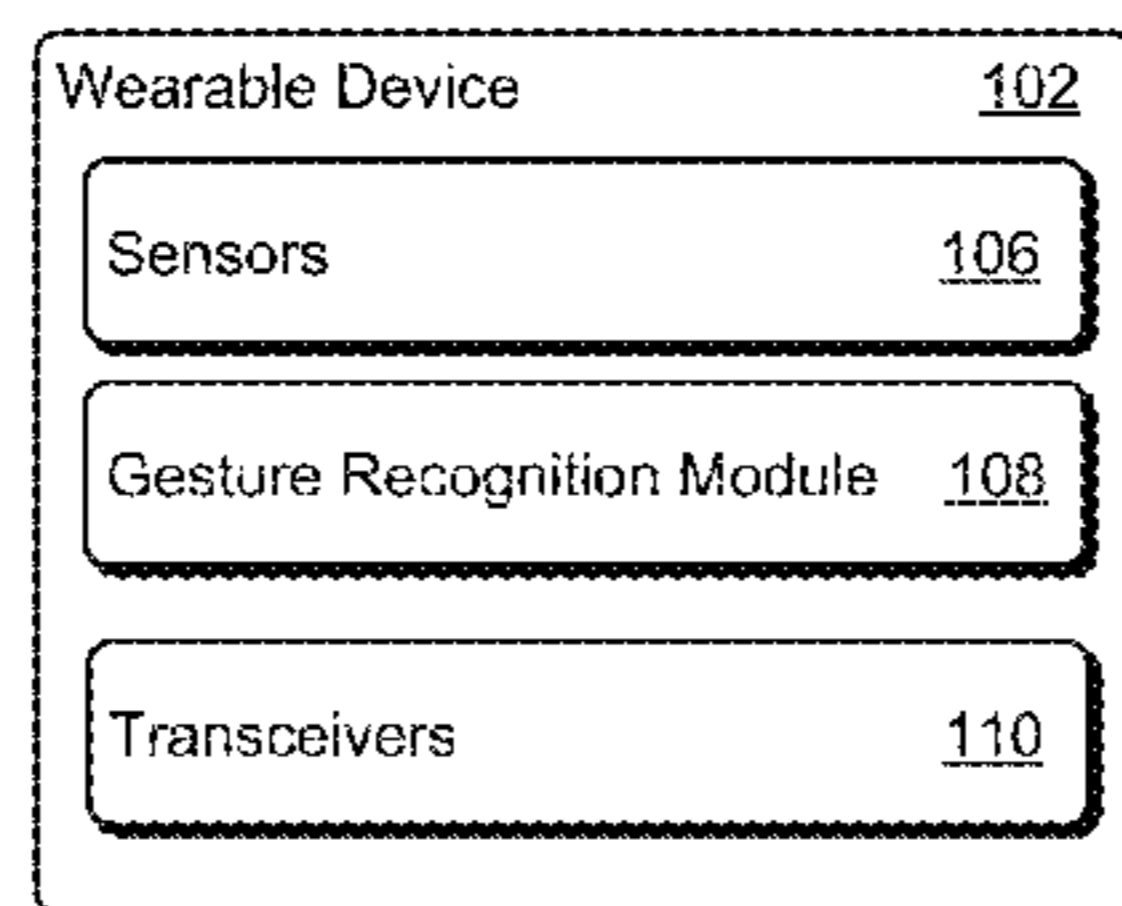 Wearable Device 102
Sensors 106
Gesture Recognition Module 108
Transceivers 110